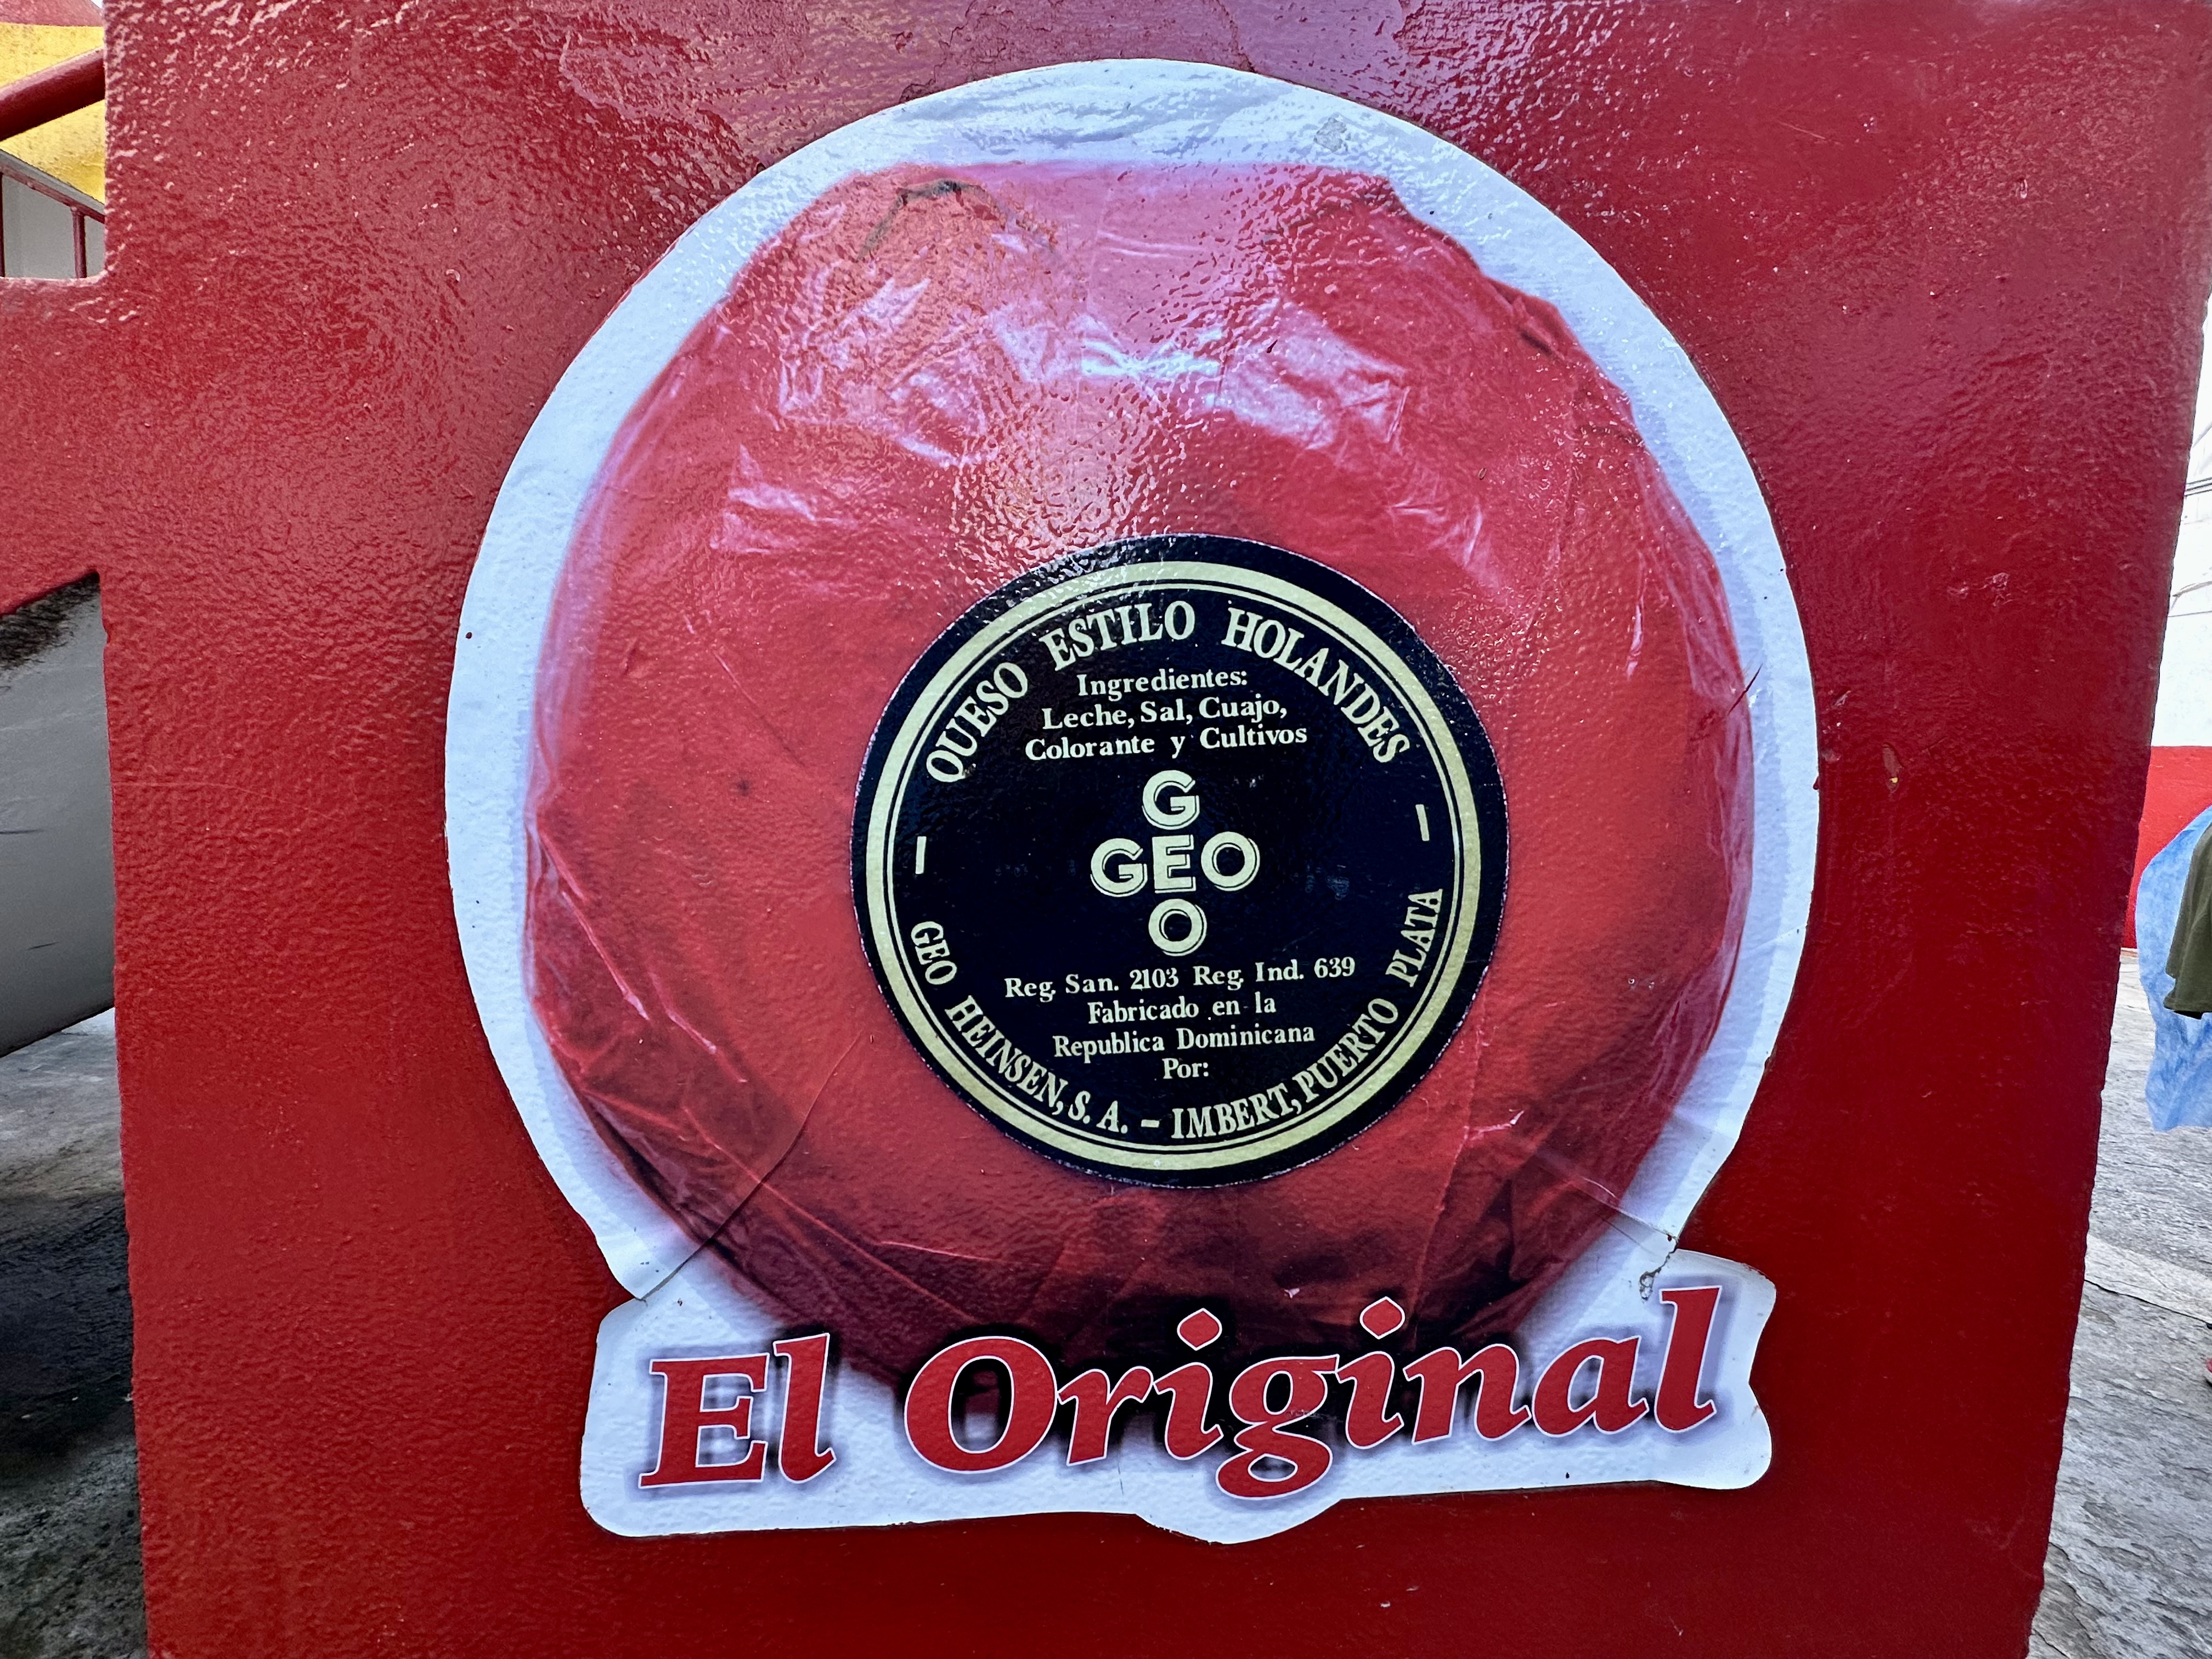 QUESO ESTILO HOLANDES
Ingredientes:
Leche, Sal, Cuajo,
Colorante y Cultivos
G
GEO
O
Reg. San. 2103 Reg. Ind. 639
Fabricado en la
Republica Dominicana
Por:
GEO HEINSEN, S. A. - IMBERT, PUERTO PLATA
El Original